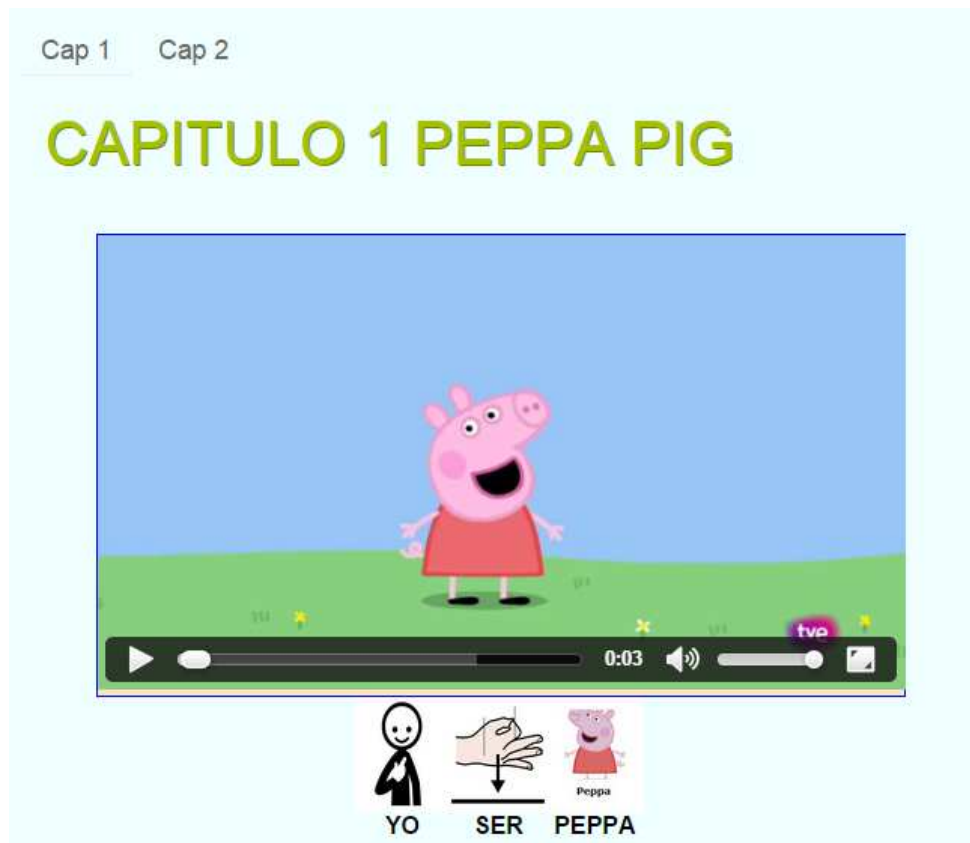 Cap 1 Cap 2
CAPITULO 1 PEPPA PIG
tve
0:03
Peppa
YO SER PEPPA